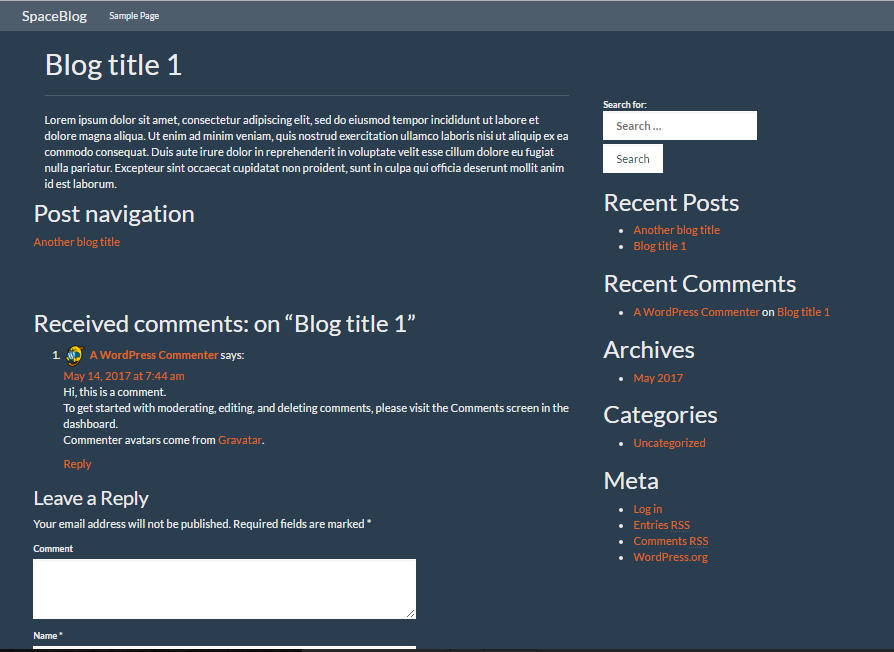 SpaceBlog Sample Page
Blog title 1
Lorem ipsum dolor sit amet, consectetur adipiscing elit, sed do eiusmod tempor incididunt ut labore et
dolore magna aliqua. Ut enim ad minim veniam, quis nostrud exercitation ullamco laboris nisi ut aliquip ex ea
commodo consequat. Duis aute irure dolor in reprehenderit in voluptate velit esse cillum dolore eu fugiat
nulla pariatur. Excepteur sint occaecat cupidatat non proident, sunt in culpa qui officia deserunt mollit anim
id est laborum.
Post navigation
Another blog title
Received comments: on “Blog title 1”
1. A WordPress Commenter says:
May 14, 2017 at 7:44 am
Hi, this is a comment.
To get started with moderating, editing, and deleting comments, please visit the Comments screen in the
dashboard.
Commenter avatars come from Gravatar.
Reply
Leave a Reply
Your email address will not be published. Required fields are marked *
Comment
Name *
Search for:
Search ...
Search
Recent Posts
Another blog title
Blog title 1
Recent Comments
A WordPress Commenter on Blog title 1
Archives
May 2017
Categories
Uncategorized
Meta
Log in
Entries RSS
Comments RSS
WordPress.org